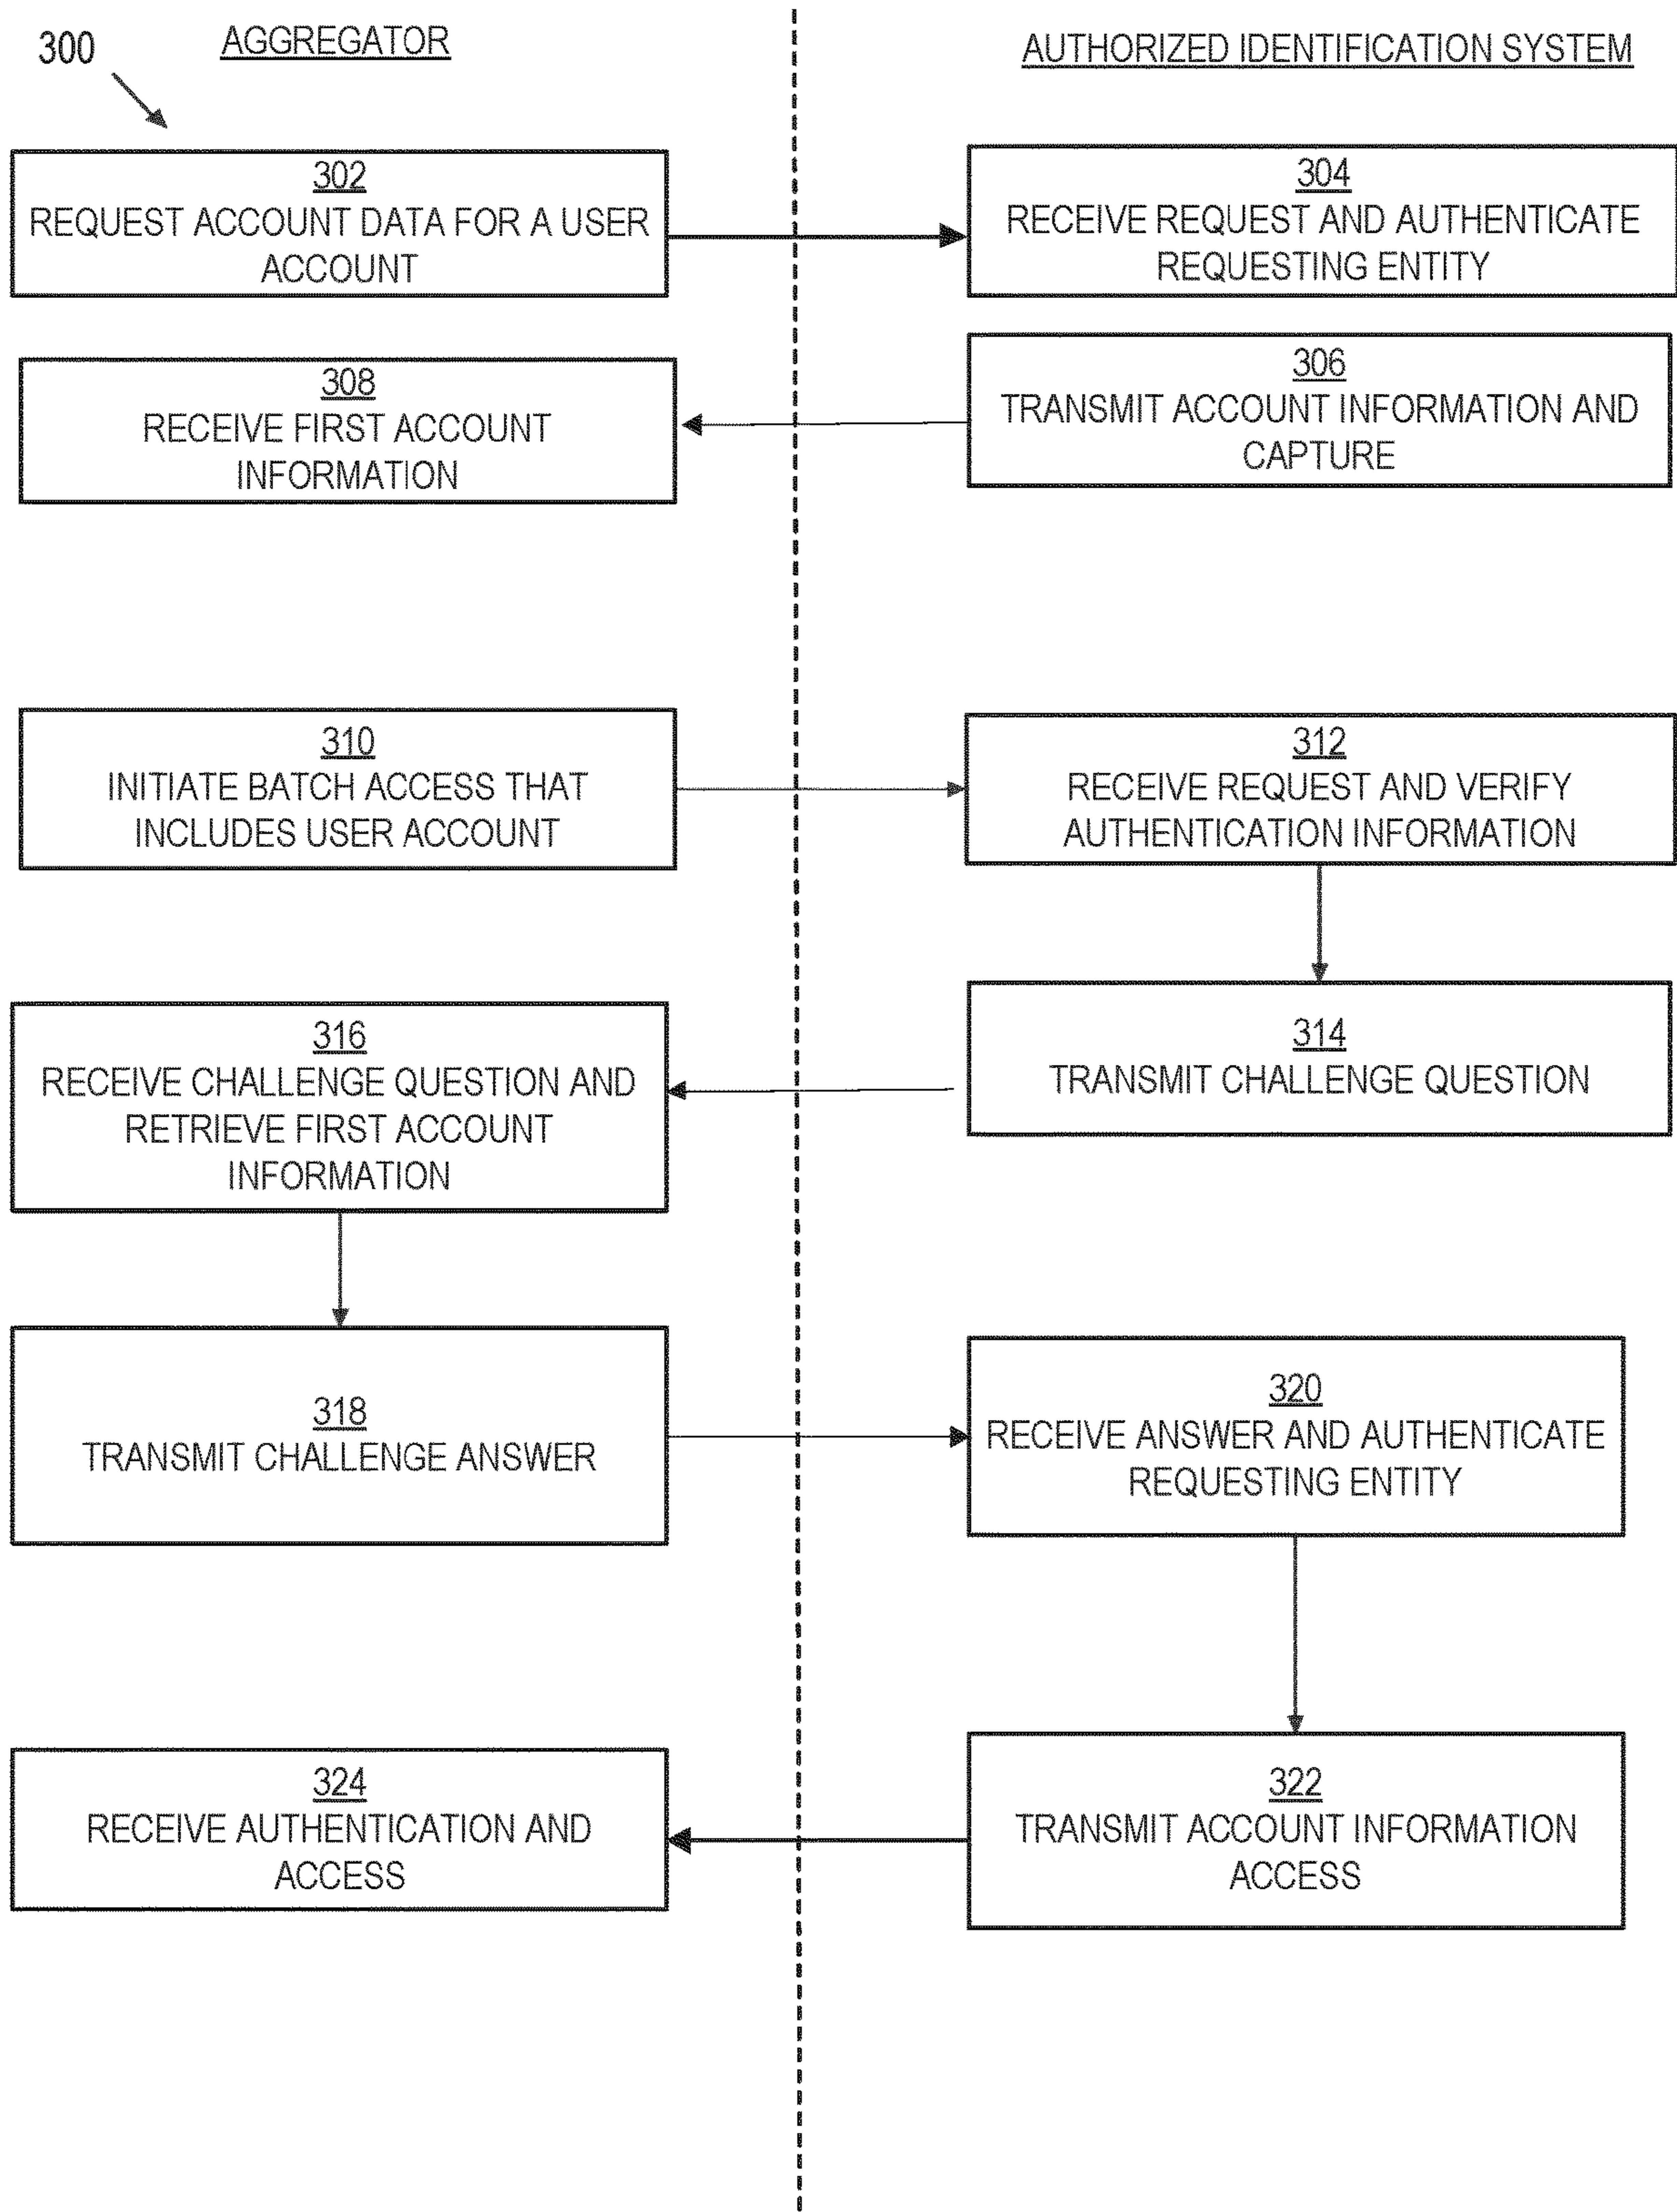 300
AGGREGATOR
AUTHORIZED IDENTIFICATION SYSTEM
302
REQUEST ACCOUNT DATA FOR A USER
ACCOUNT
304
RECEIVE REQUEST AND AUTHENTICATE
REQUESTING ENTITY
306
TRANSMIT ACCOUNT INFORMATION AND
CAPTURE
308
RECEIVE FIRST ACCOUNT
INFORMATION
310
INITIATE BATCH ACCESS THAT
INCLUDES USER ACCOUNT
312
RECEIVE REQUEST AND VERIFY
AUTHENTICATION INFORMATION
314
TRANSMIT CHALLENGE QUESTION
316
RECEIVE CHALLENGE QUESTION AND
RETRIEVE FIRST ACCOUNT
INFORMATION
318
TRANSMIT CHALLENGE ANSWER
320
RECEIVE ANSWER AND AUTHENTICATE
REQUESTING ENTITY
322
TRANSMIT ACCOUNT INFORMATION
ACCESS
324
RECEIVE AUTHENTICATION AND
ACCESS